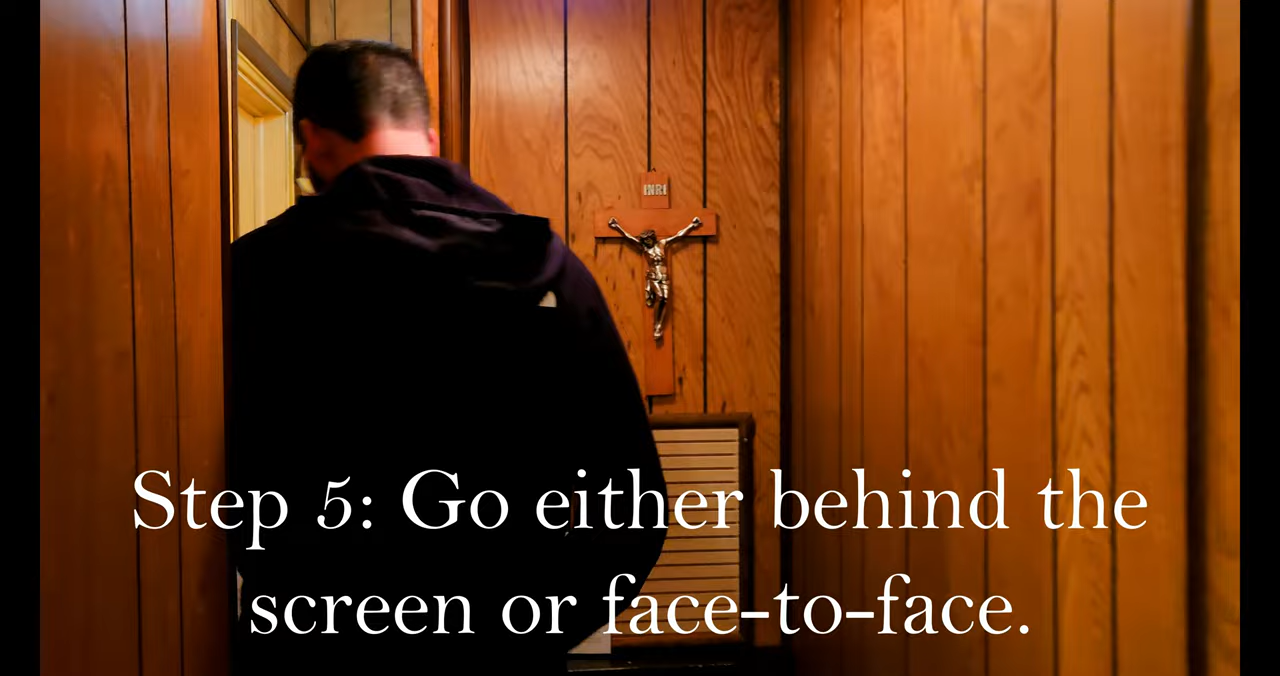 INRI
Step 5: Go either behind the
screen or face-to-face.